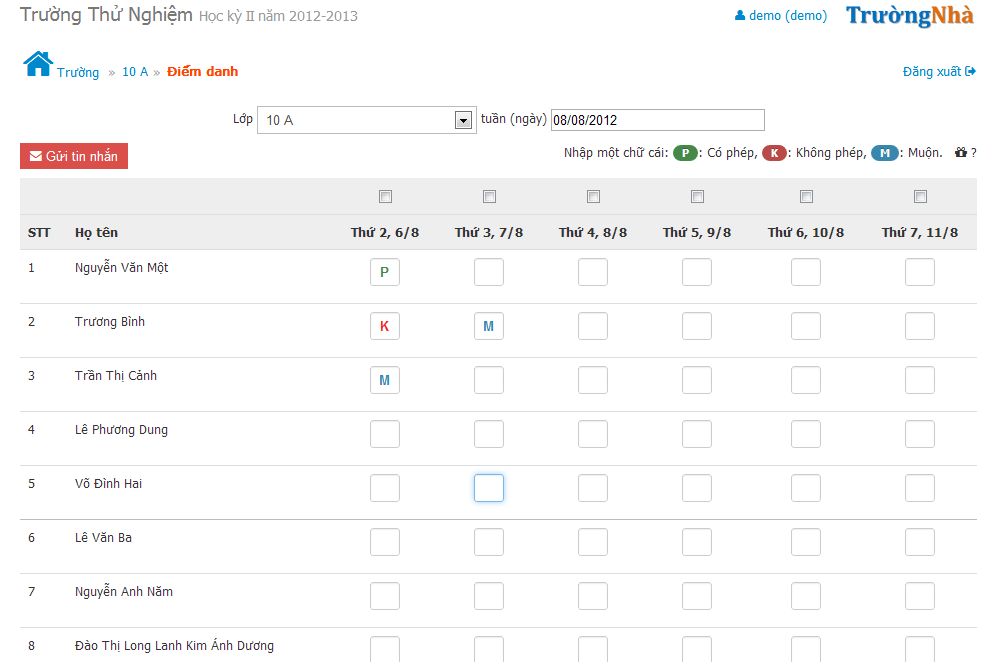 Trường Thử Nghiệm Học kỳ II năm 2012-2013
demo (demo)
TrườngNhà
Trường » 10 A » Điểm danh
Đăng xuất
Lớp 10 A tuần (ngày) 08/08/2012
Gửi tin nhắn
Nhập một chữ cái: P : Có phép, K : Không phép, M : Muộn. ?
STT Họ tên Thứ 2, 6/8 Thứ 3, 7/8 Thứ 4, 8/8 Thứ 5, 9/8 Thứ 6, 10/8 Thứ 7, 11/8
1 Nguyễn Văn Một P
2 Trương Bình K M
3 Trần Thị Cảnh M
4 Lê Phương Dung
5 Võ Đình Hai
6 Lê Văn Ba
7 Nguyễn Anh Năm
8 Đào Thị Long Lanh Kim Ánh Dương